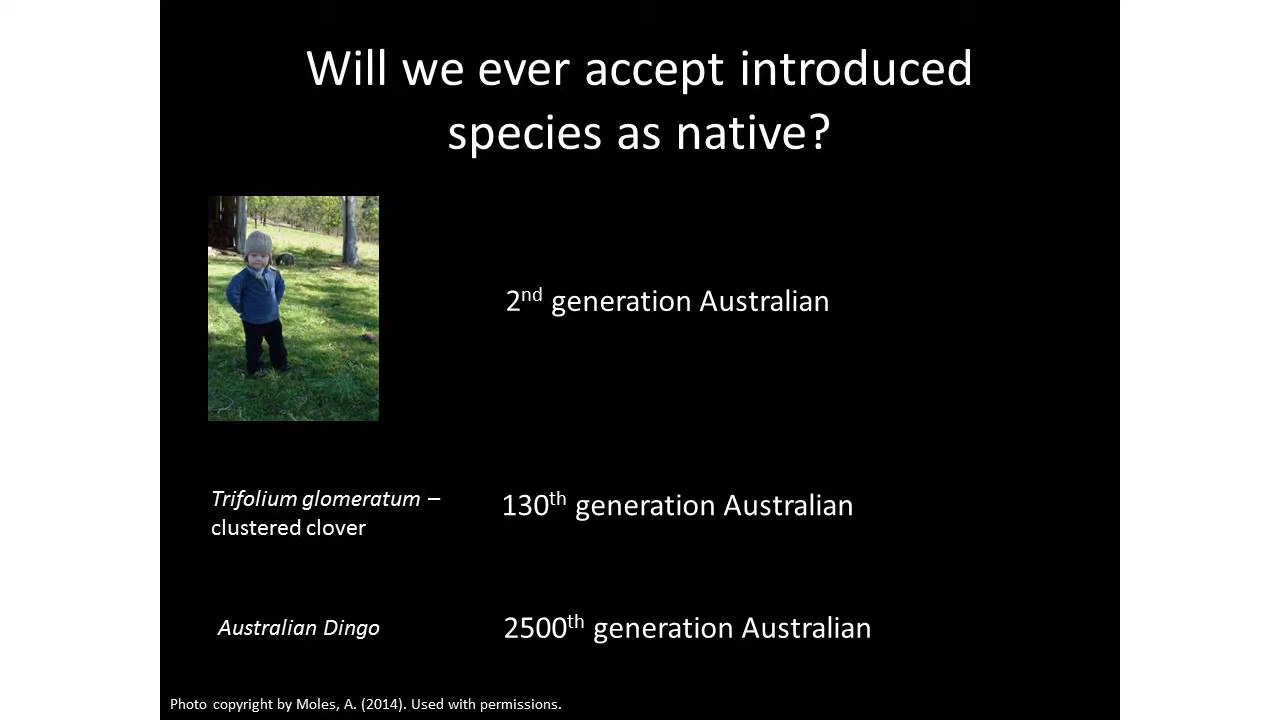 Will we ever accept introduced
species as native?
2nd generation Australian
Trifolium glomeratum –
clustered clover
130th generation Australian
Australian Dingo
2500th generation Australian
Photo copyright by Moles, A. (2014). Used with permissions.